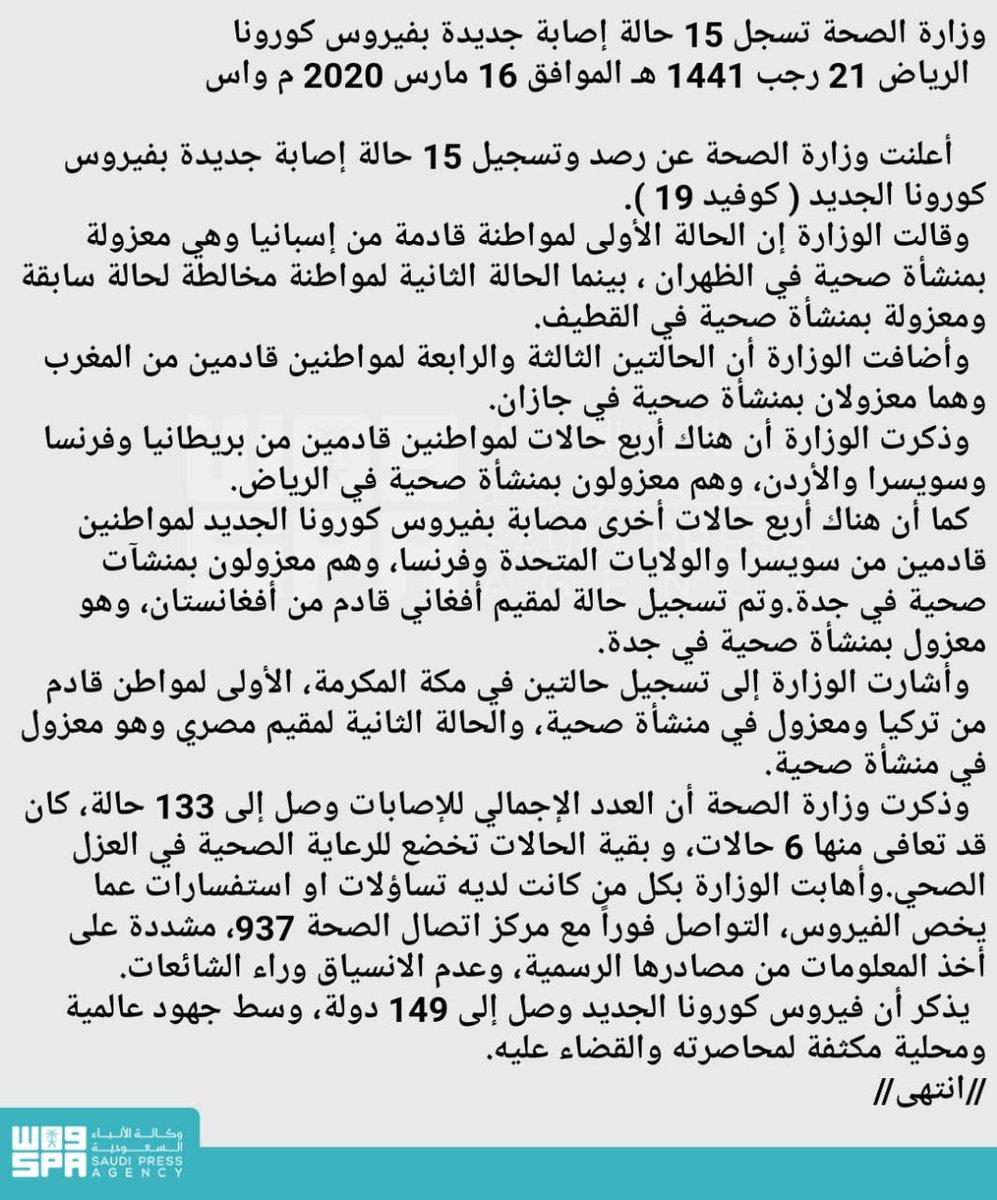 وزارة الصحة تسجل 15 حالة إصابة جديدة بفيروس كورونا
الرياض 21 رجب 1441 هـ الموافق 16 مارس 2020 م واس
أعلنت وزارة الصحة عن رصد وتسجيل 15 حالة إصابة جديدة بفيروس
كورونا الجديد ( كوفيد 19 ).
وقالت الوزارة إن الحالة الأولى لمواطنة قادمة من إسبانيا وهي معزولة
بمنشأة صحية في الظهران ، بينما الحالة الثانية لمواطنة مخالطة لحالة سابقة
ومعزولة بمنشأة صحية في القطيف.
وأضافت الوزارة أن الحالتين الثالثة والرابعة لمواطنين قادمين من المغرب
وهما معزولان بمنشأة صحية في جازان.
وذكرت الوزارة أن هناك أربع حالات لمواطنين قادمين من بريطانيا وفرنسا
وسويسرا والأردن، وهم معزولون بمنشأة صحية في الرياض.
كما أن هناك أربع حالات أخرى مصابة بفيروس كورونا الجديد لمواطنين
قادمين من سويسرا والولايات المتحدة وفرنسا، وهم معزولون بمنشآت
صحية في جدة.وتم تسجيل حالة لمقيم أفغاني قادم من أفغانستان، وهو
معزول بمنشأة صحية في جدة.
وأشارت الوزارة إلى تسجيل حالتين في مكة المكرمة، الأولى لمواطن قادم
من تركيا ومعزول في منشأة صحية، والحالة الثانية لمقيم مصري وهو معزول
في منشأة صحية.
وذكرت وزارة الصحة أن العدد الإجمالي للإصابات وصل إلى 133 حالة، كان
قد تعافى منها 6 حالات، و بقية الحالات تخضع للرعاية الصحية في العزل
الصحي.وأهابت الوزارة بكل من كانت لديه تساؤلات او استفسارات عما
يخص الفيروس، التواصل فوراً مع مركز اتصال الصحة 937، مشددة على
أخذ المعلومات من مصادرها الرسمية، وعدم الانسياق وراء الشائعات.
يذكر أن فيروس كورونا الجديد وصل إلى 149 دولة، وسط جهود عالمية
ومحلية مكثفة لمحاصرته والقضاء عليه.
//انتهى//
وكالة الأنباء
السعودية
واس
SPA
SAUDI PRESS
AGENCY